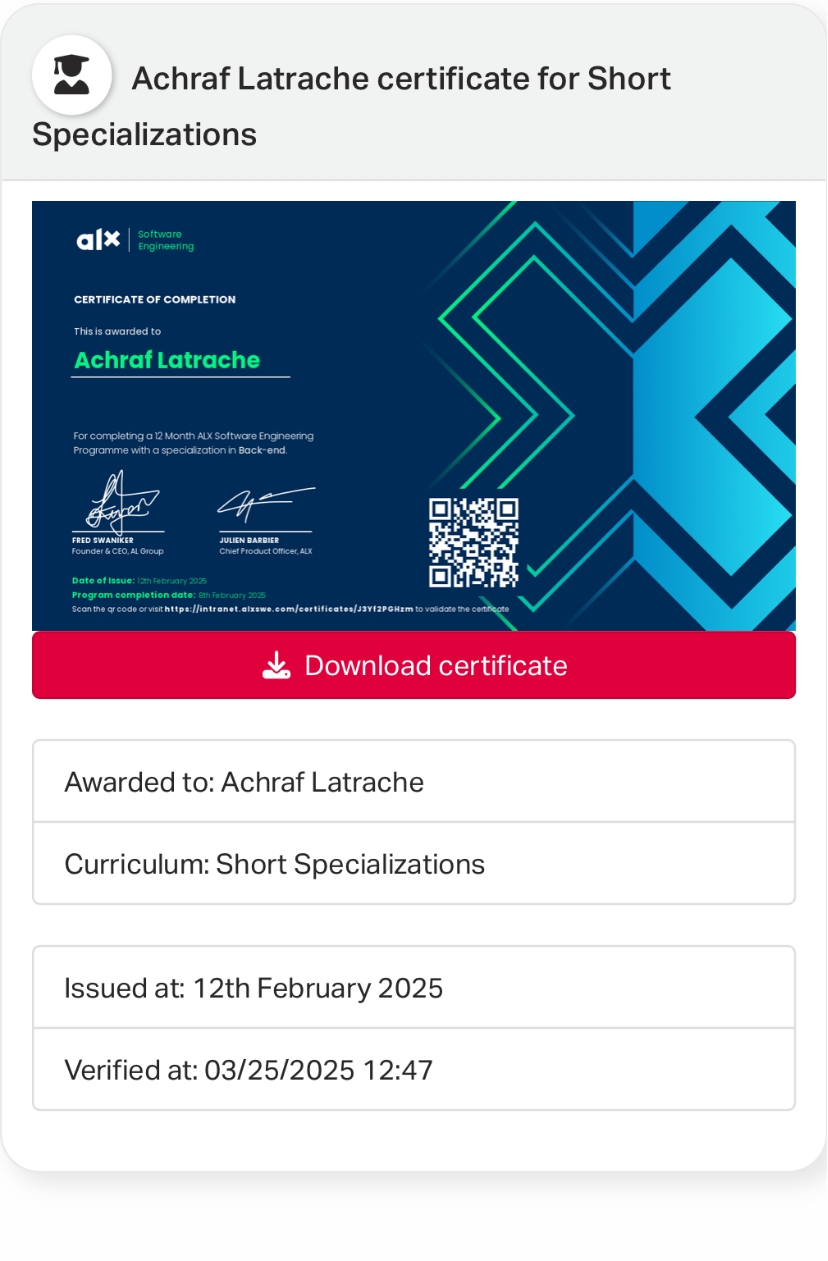 Achraf Latrache certificate for Short
Specializations
alx
Software
Engineering
CERTIFICATE OF COMPLETION
This is awarded to
Achraf Latrache
For completing a 12 Month ALX Software Engineering
Programme with a specialization in Back-end.
FRED SWANIKER
Founder & CEO, AL Group
JULIEN BARBIER
Chief Product Officer, ALX
Date of Issue: 12th February 2025
Program completion date: 8th February 2025
Scan the qr code or visit https://intranet.alxswe.com/certificates/J3Yf2PGHzm to validate the certificate
Download certificate
Awarded to: Achraf Latrache
Curriculum: Short Specializations
Issued at: 12th February 2025
Verified at: 03/25/2025 12:47